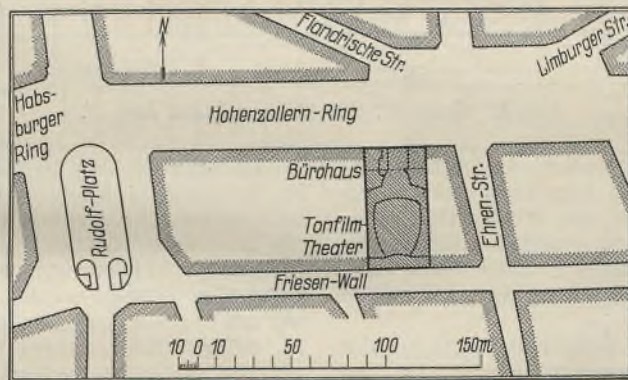 N
Flandrische Str.
Limburger Str.
Habs-
burger
Ring
Hohenzollern-Ring
Rudolf-Platz
Bürohaus
Tonfilm-
Theater
Ehren-Str.
Friesen-Wall
10 0 10 50 100 150m